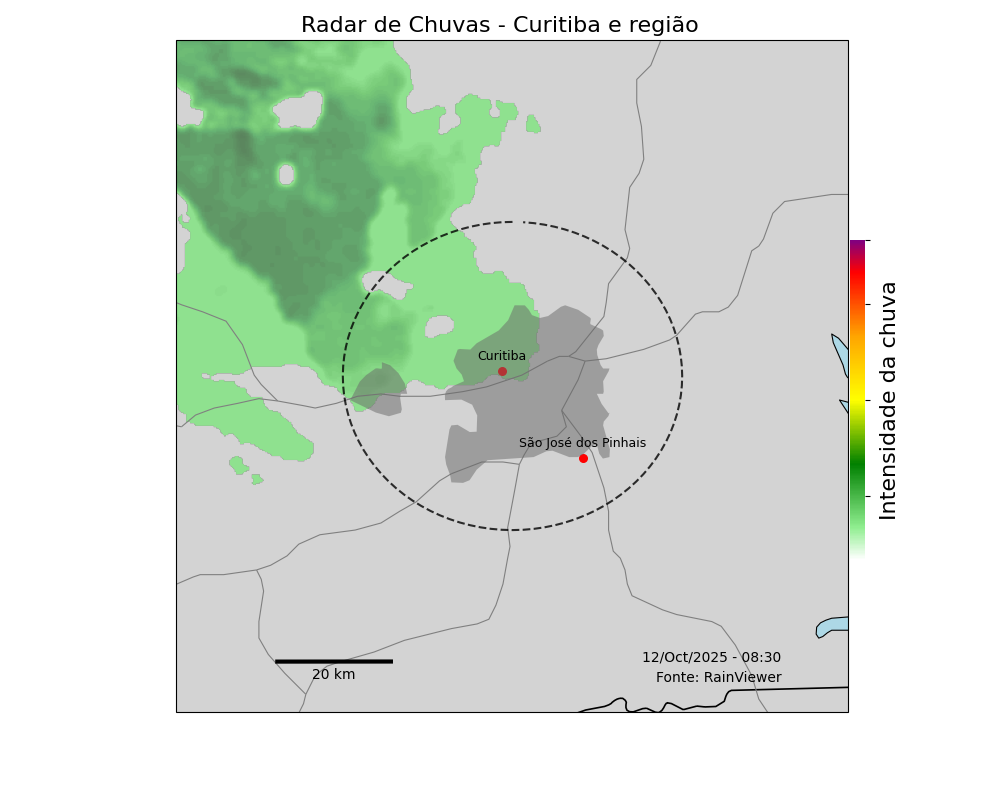 Radar de Chuvas - Curitiba e região
Curitiba
São José dos Pinhais
Intensidade da chuva
20 km
12/Oct/2025 - 08:30
Fonte: RainViewer